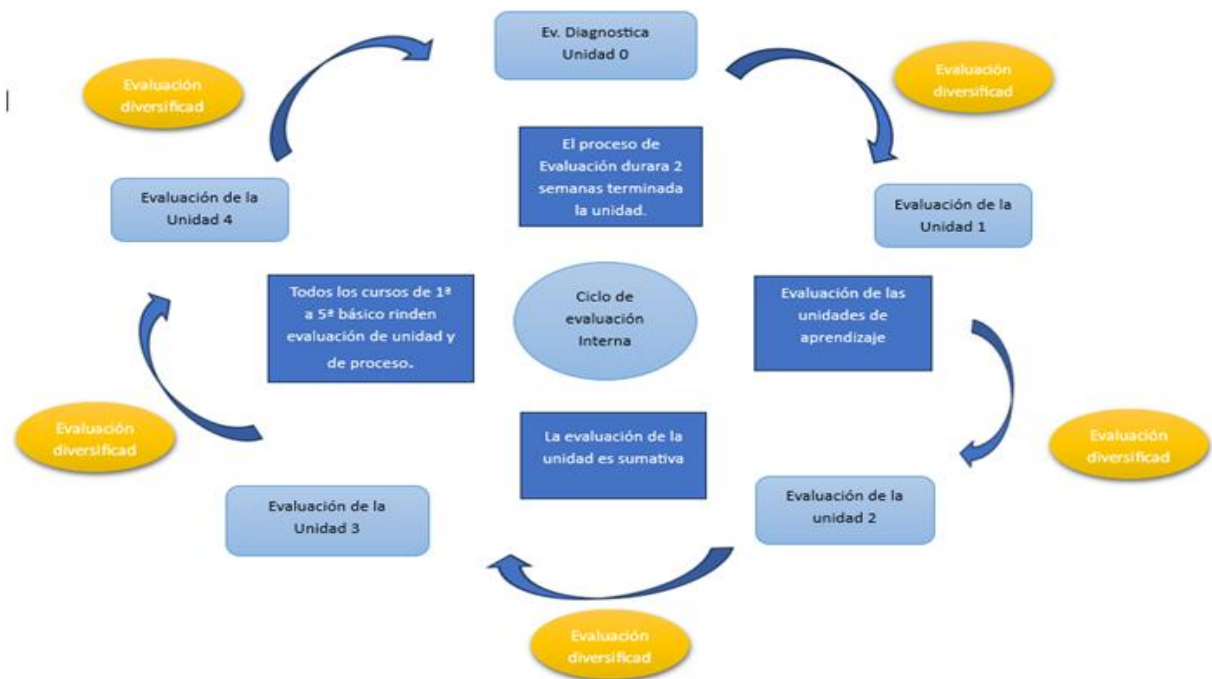 Ev. Diagnostica
Unidad 0
Evaluación
diversificad
Evaluación
diversificad
El proceso de
Evaluación durara 2
semanas terminada
la unidad.
Evaluación de la
Unidad 4
Evaluación de la
Unidad 1
Todos los cursos de 1ª
a 5ª básico rinden
evaluación de unidad y
de proceso.
Ciclo de
evaluación
Interna
Evaluación de las
unidades de
aprendizaje
Evaluación
diversificad
Evaluación
diversificad
La evaluación de la
unidad es sumativa
Evaluación de la
Unidad 3
Evaluación de la
unidad 2
Evaluación
diversificad